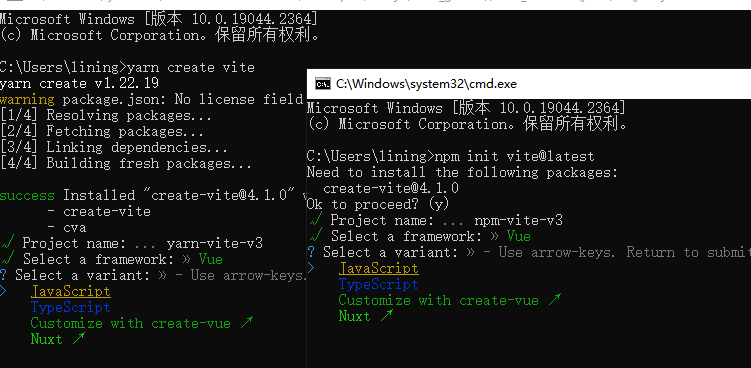 Microsoft Windows [版本 10.0.19044.2364]
(c) Microsoft Corporation。保留所有权利。
C:\Users\lining>yarn create vite
yarn create v1.22.19
warning package.json: No license field
[1/4] Resolving packages...
[2/4] Fetching packages...
[3/4] Linking dependencies...
[4/4] Building fresh packages...
success Installed "create-vite@4.1.0"
- create-vite
- cva
√ Project name: ... yarn-vite-v3
√ Select a framework: » Vue
? Select a variant: » - Use arrow-keys.
> JavaScript
TypeScript
Customize with create-vue ↗
Nuxt ↗
C:\Windows\system32\cmd.exe
Microsoft Windows [版本 10.0.19044.2364]
(c) Microsoft Corporation。保留所有权利。
C:\Users\lining>npm init vite@latest
Need to install the following packages:
create-vite@4.1.0
Ok to proceed? (y)
√ Project name: ... npm-vite-v3
√ Select a framework: » Vue
? Select a variant: » - Use arrow-keys. Return to submit
> JavaScript
TypeScript
Customize with create-vue ↗
Nuxt ↗